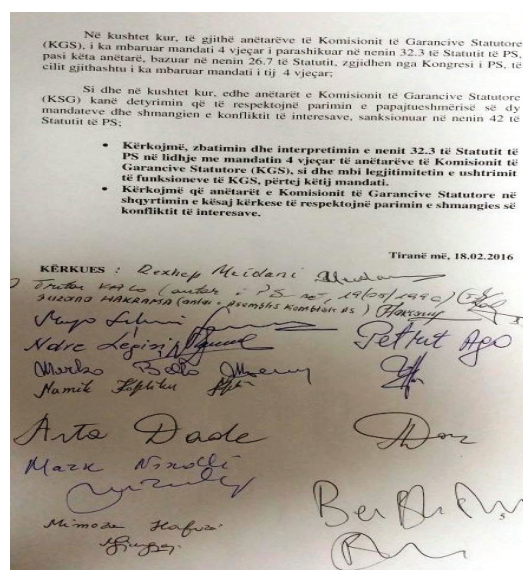 Në kushtet kur, të gjithë anëtarëve të Komisionit të Garancive Statutore
(KGS), i ka mbaruar mandati 4 vjeçar i parashikuar në nenin 32.3 të Statutit të PS,
pasi këta anëtarë, bazuar në nenin 26.7 të Statutit, zgjidhen nga Kongresi i PS, të
cilit gjithashtu i ka mbaruar mandati i tij 4 vjeçar;
Si dhe në kushtet kur, edhe anëtarët e Komisionit të Garancive Statutore
(KSG) kanë detyrimin që të respektojnë parimin e papajtueshmërisë së dy
mandateve dhe shmangien e konfliktit të interesave, sanksionuar në nenin 42 të
Statutit të PS;
• Kërkojmë, zbatimin dhe interpretimin e nenit 32.3 të Statutit të
PS në lidhje me mandatin 4 vjeçar të anëtarëve të Komisionit të
Garancive Statutore (KGS), si dhe mbi legjitimitetin e ushtrimit
të funksioneve të KGS, përtej këtij mandati.
• Kërkojmë që anëtarët e Komisionit të Garancive Statutore në
shqyrtimin e kësaj kërkese të respektojnë parimin e shmangies së
konfliktit të interesave.
Tiranë më, 18.02.2016
KËRKUES : Rexhep Meidani
(antar i PS
SUZANA HAKRAMA (antar
Ndre Legisi
Petrit Ago
Namik Kopliku
Arta Dade
Mark
Mimoza Hafizi